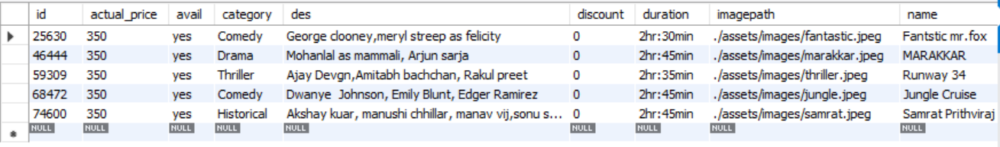 id actual_price avail category des discount duration imagepath name
25630 350 yes Comedy George clooney,meryl streep as felicity 0 2hr:30min ./assets/images/fantastic.jpeg Fantstic mr.fox
46444 350 yes Drama Mohanlal as mammali, Arjun sarja 0 2hr:45min ./assets/images/marakkar.jpeg MARAKKAR
59309 350 yes Thriller Ajay Devgn,Amitabh bachchan, Rakul preet 0 2hr:35min ./assets/images/thriller.jpeg Runway 34
68472 350 yes Comedy Dwanye  Johnson, Emily Blunt, Edger Ramirez 0 2hr:45min ./assets/images/jungle.jpeg Jungle Cruise
74600 350 yes Historical Akshay kuar, manushi chhillar, manav vij,sonu s... 0 2hr:45min ./assets/images/samrat.jpeg Samrat Prithviraj
NULL NULL NULL NULL NULL NULL NULL NULL NULL